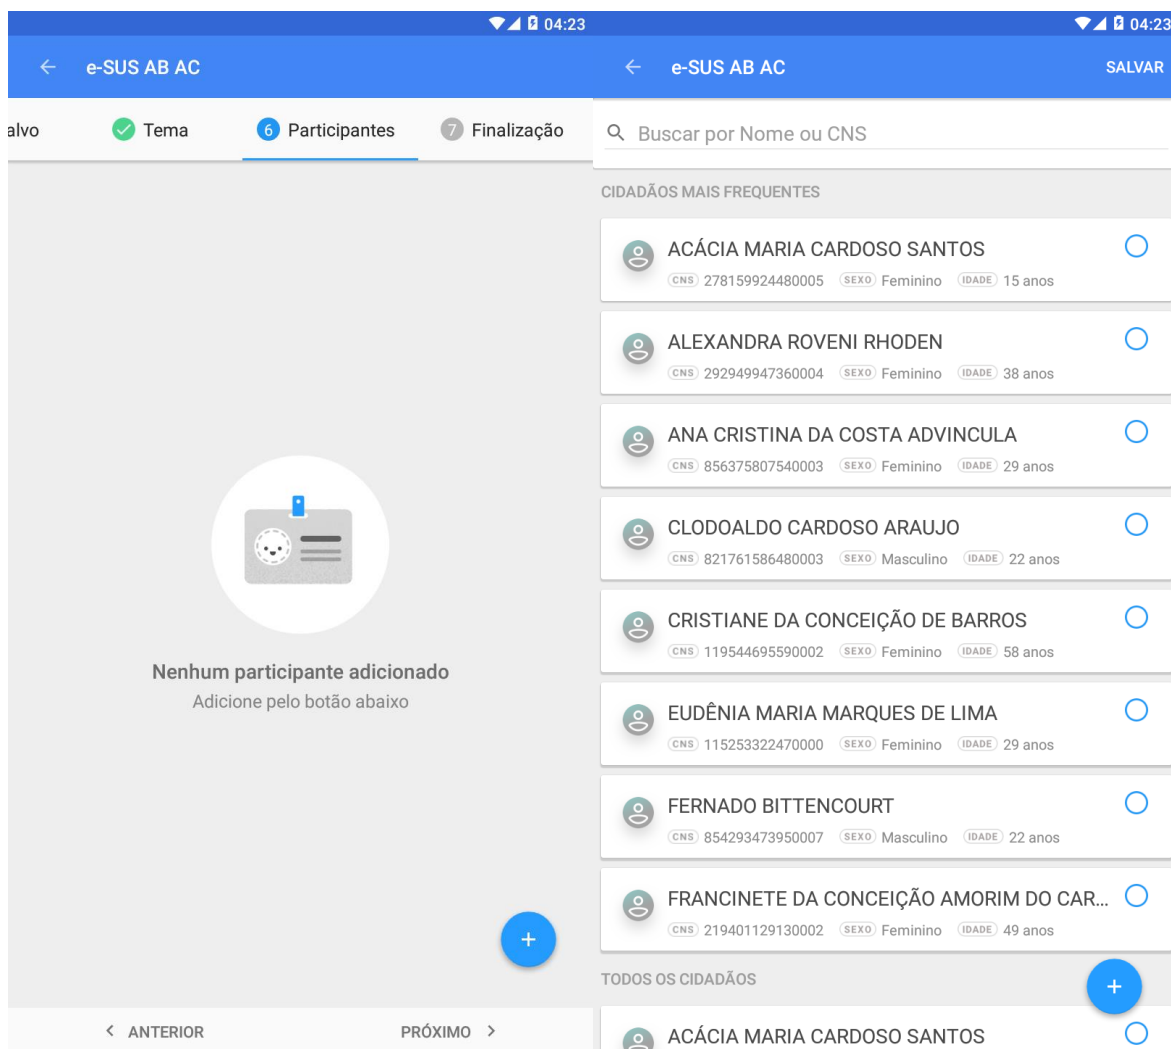 04:23
e-SUS AB AC
alvo Tema 6 Participantes 7 Finalização
Nenhum participante adicionado
Adicione pelo botão abaixo
+
< ANTERIOR PRÓXIMO >
04:23
e-SUS AB AC SALVAR
Buscar por Nome ou CNS
CIDADÃOS MAIS FREQUENTES
ACÁCIA MARIA CARDOSO SANTOS
CNS 278159924480005 SEXO Feminino IDADE 15 anos
ALEXANDRA ROVENI RHODEN
CNS 292949947360004 SEXO Feminino IDADE 38 anos
ANA CRISTINA DA COSTA ADVINCULA
CNS 856375807540003 SEXO Feminino IDADE 29 anos
CLODOALDO CARDOSO ARAUJO
CNS 821761586480003 SEXO Masculino IDADE 22 anos
CRISTIANE DA CONCEIÇÃO DE BARROS
CNS 119544695590002 SEXO Feminino IDADE 58 anos
EUDÊNIA MARIA MARQUES DE LIMA
CNS 115253322470000 SEXO Feminino IDADE 29 anos
FERNADO BITTENCOURT
CNS 854293473950007 SEXO Masculino IDADE 22 anos
FRANCINETE DA CONCEIÇÃO AMORIM DO CAR...
CNS 219401129130002 SEXO Feminino IDADE 49 anos
TODOS OS CIDADÃOS
+
ACÁCIA MARIA CARDOSO SANTOS